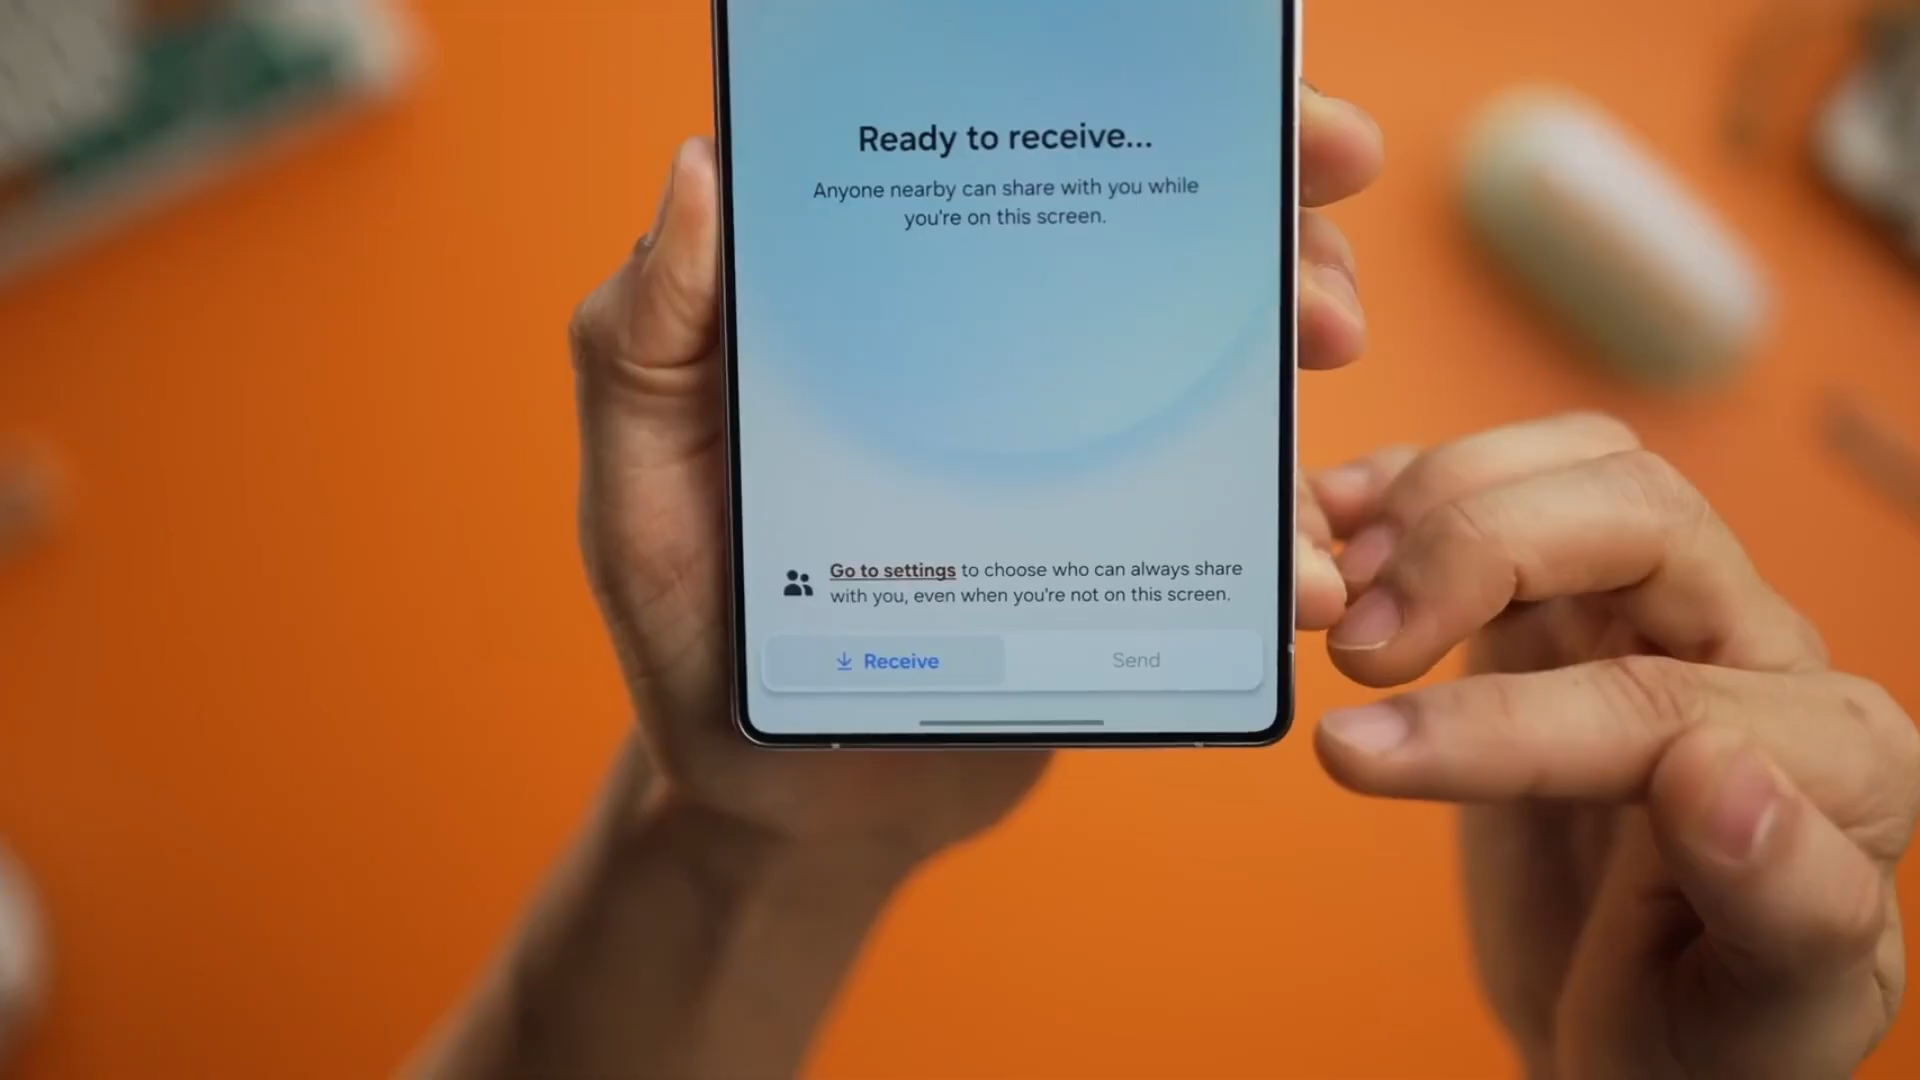 Ready to receive...
Anyone nearby can share with you while
you're on this screen.
Go to settings to choose who can always share
with you, even when you're not on this screen.
Receive
Send